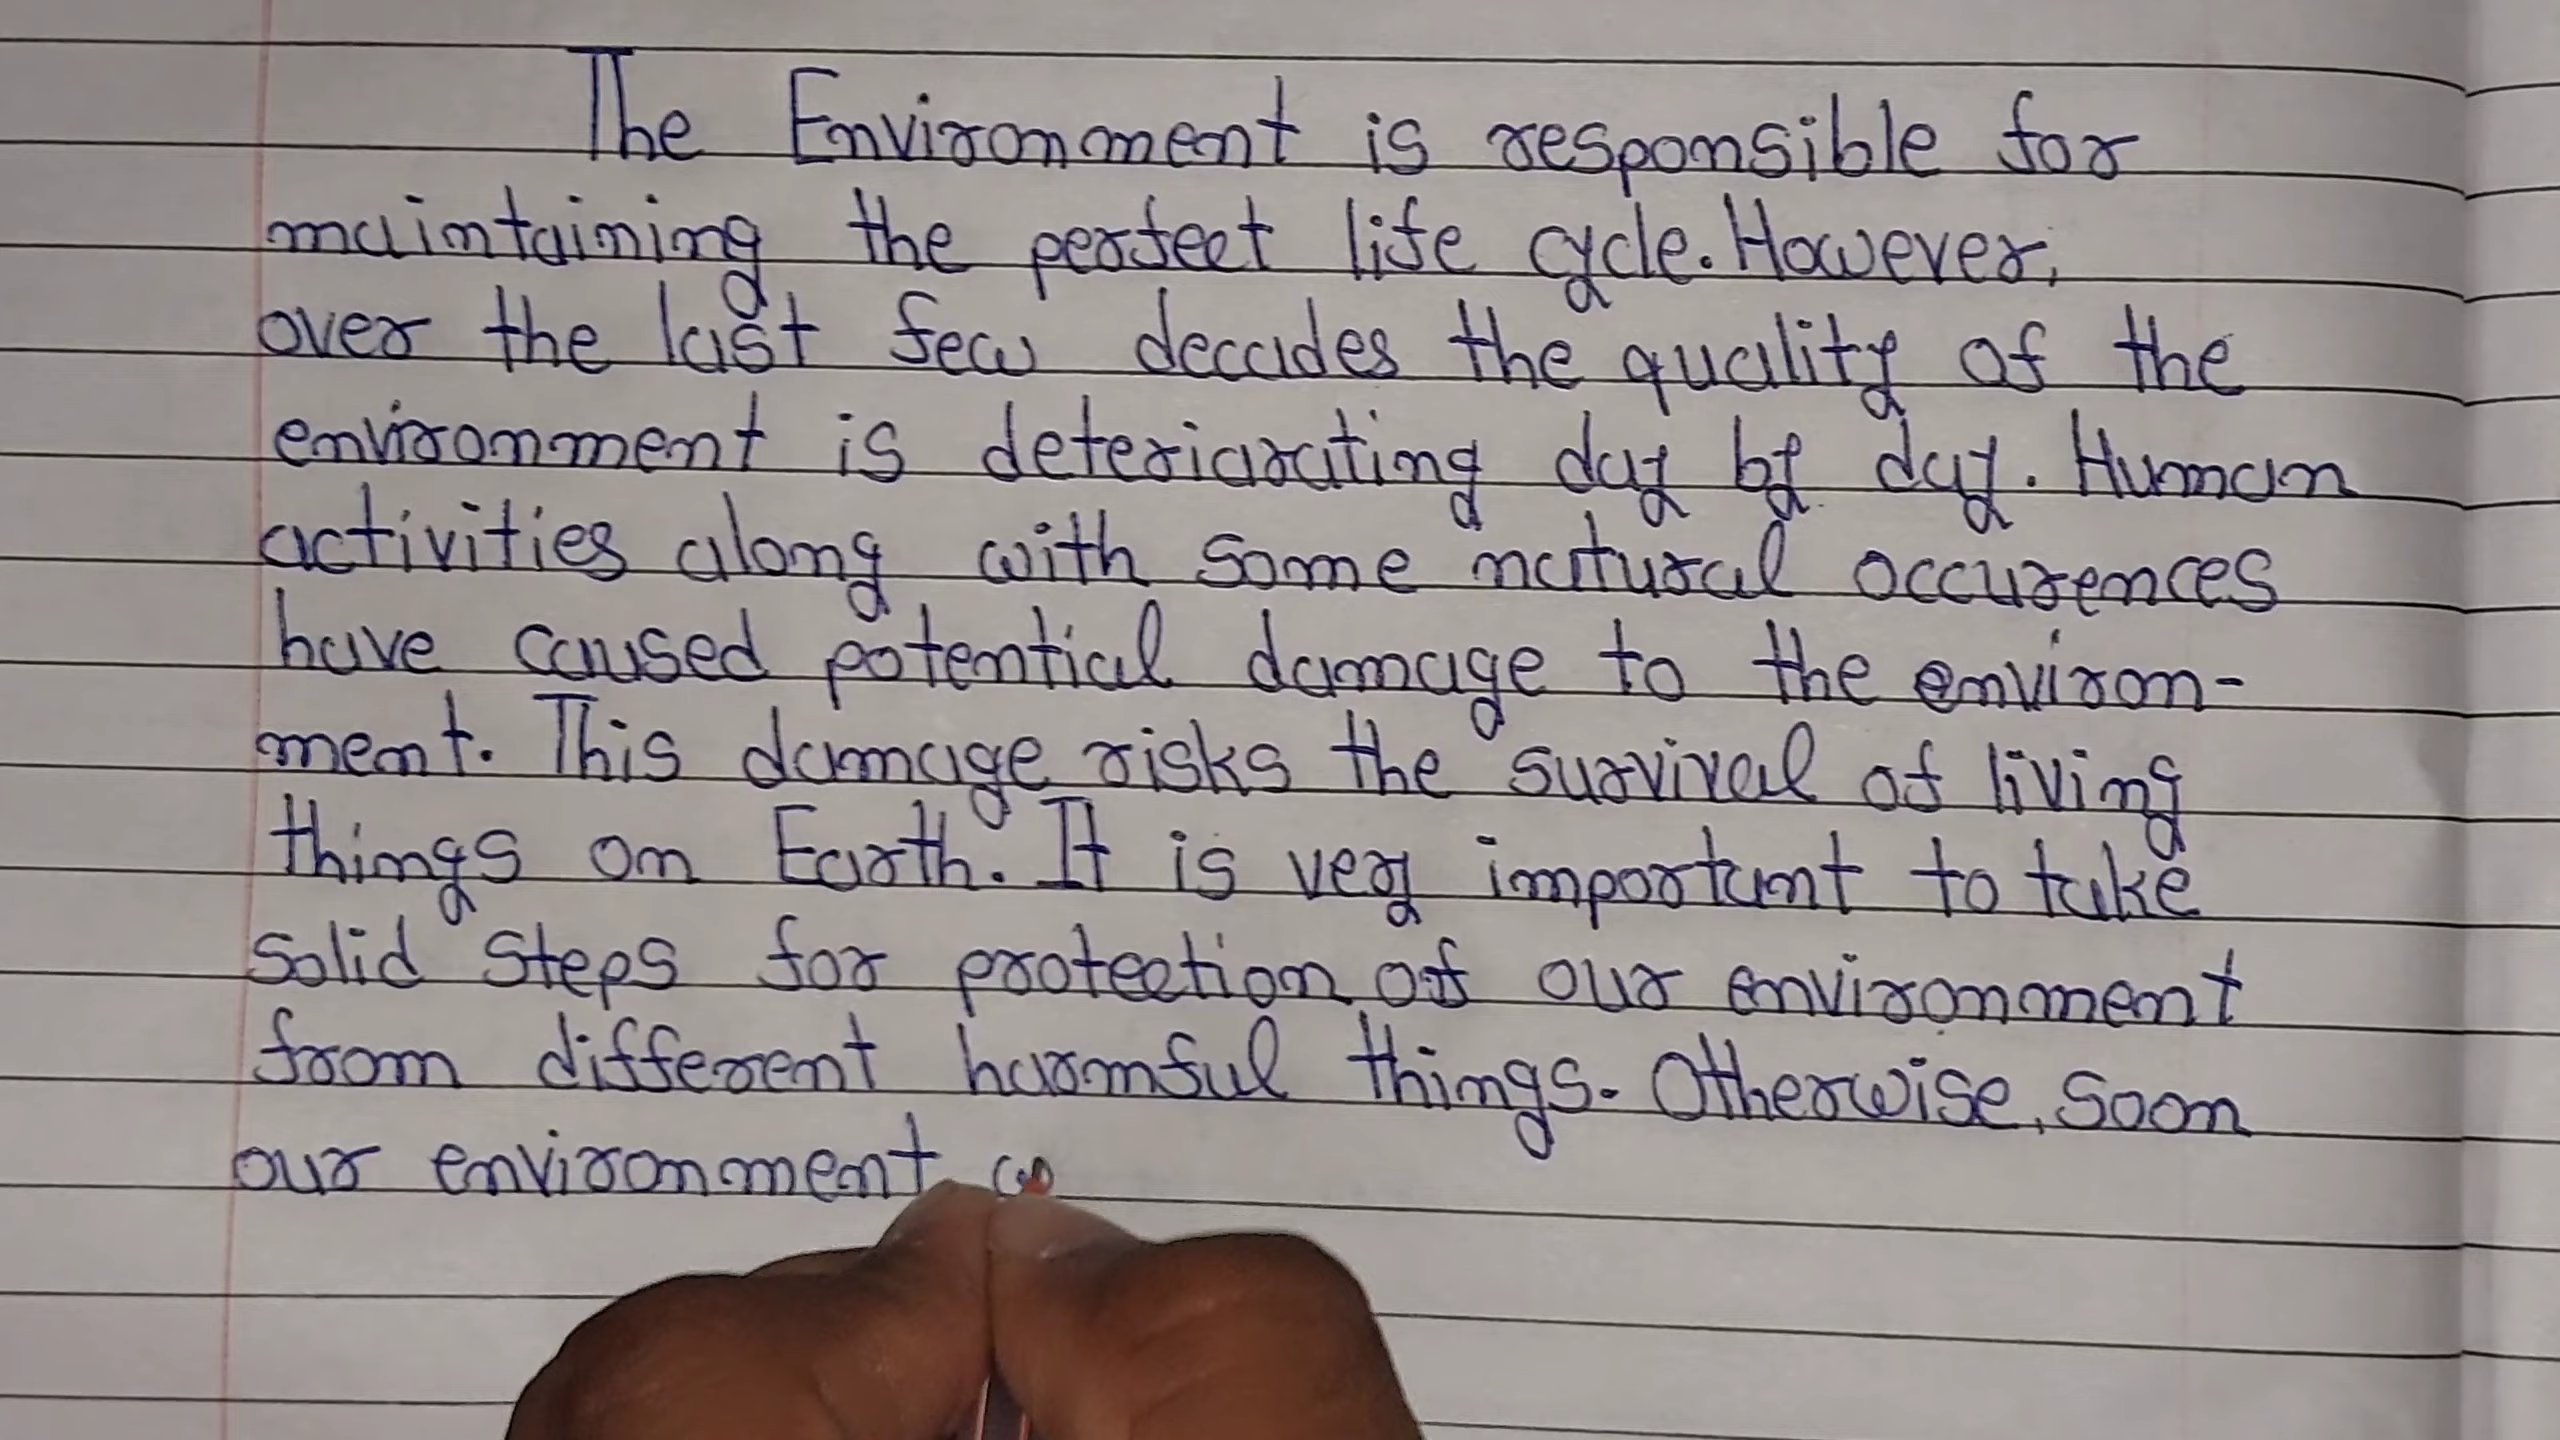 The Environment is responsible for
maintaining the perfect life cycle. However,
over the last few decades the quality of the
environment is deteriarating day by day. Human
activities along with some natural occurences
have caused potential damage to the environ-
ment. This damage risks the survival of living
things on Earth. It is very important to take
solid steps for protection of our environment
from different harmful things. Otherwise, soon
our environment